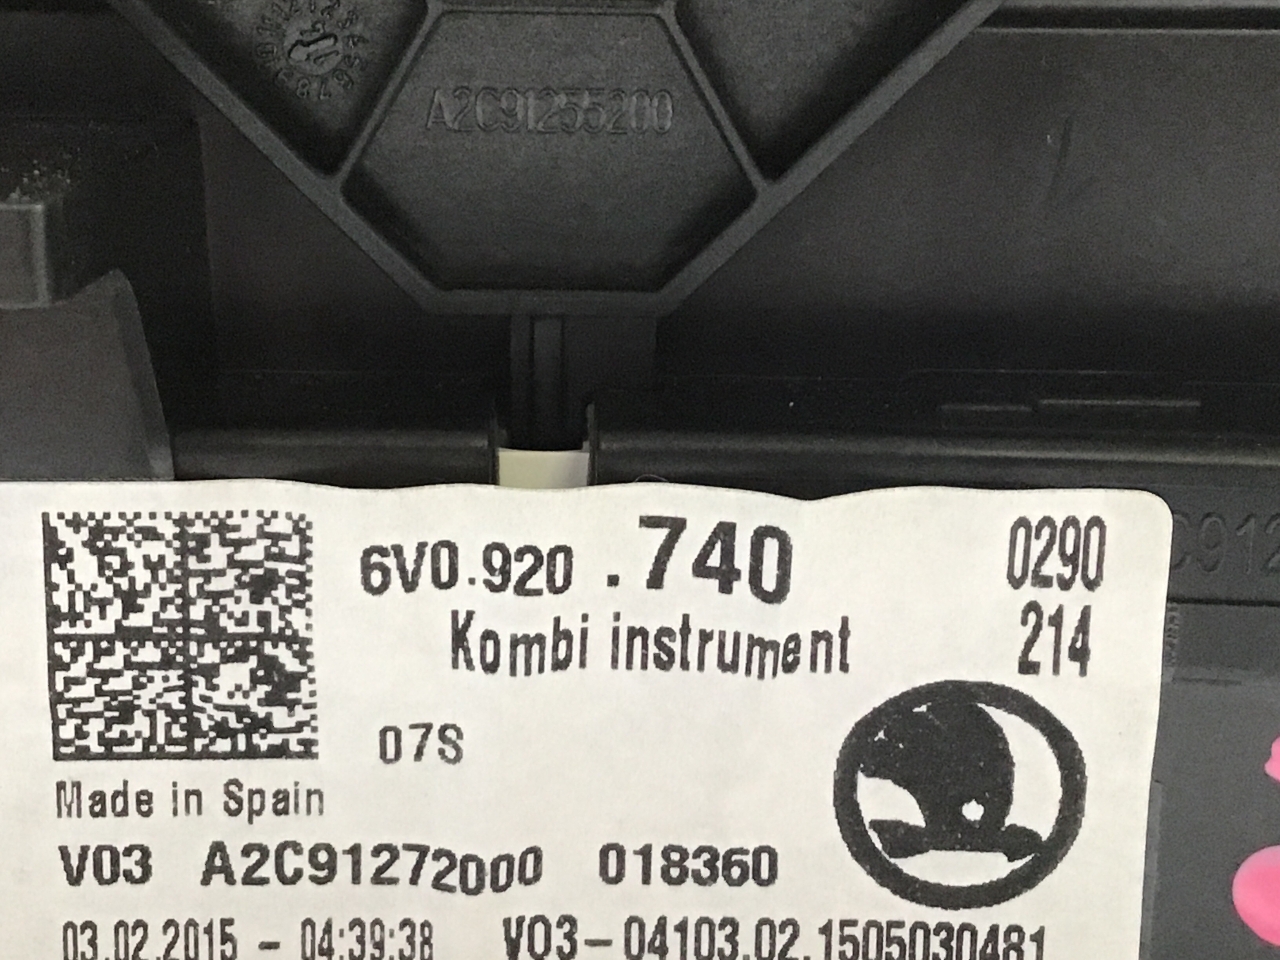 A2C91255200
6V0.920 .740 0290
Kombi instrument 214
07S
Made in Spain
V03 A2C91272000 018360
03.02.2015 - 04:39:38 V03-04103.02.1505030481